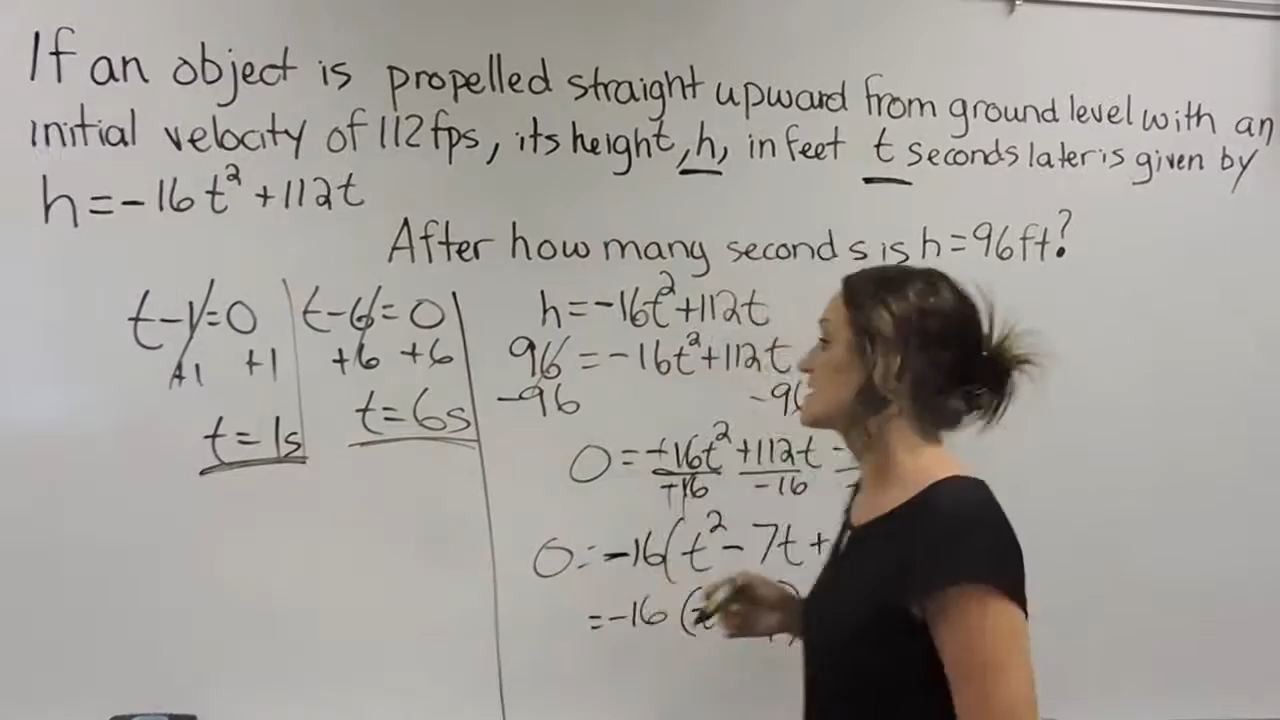 If an object is propelled straight upward from ground level with an
initial velocity of 112 fps, its height, h, in feet t seconds later is given by
h = -16t² + 112t
After how many seconds is h = 96ft?
t - 1 = 0
+1 +1
t = 1s
t - 6 = 0
+6 +6
t = 6s
h = -16t² + 112t
96 = -16t² + 112t
-96 -96
0 = -16t² + 112t -
-16 -16
0 = -16(t² - 7t +
= -16 (t